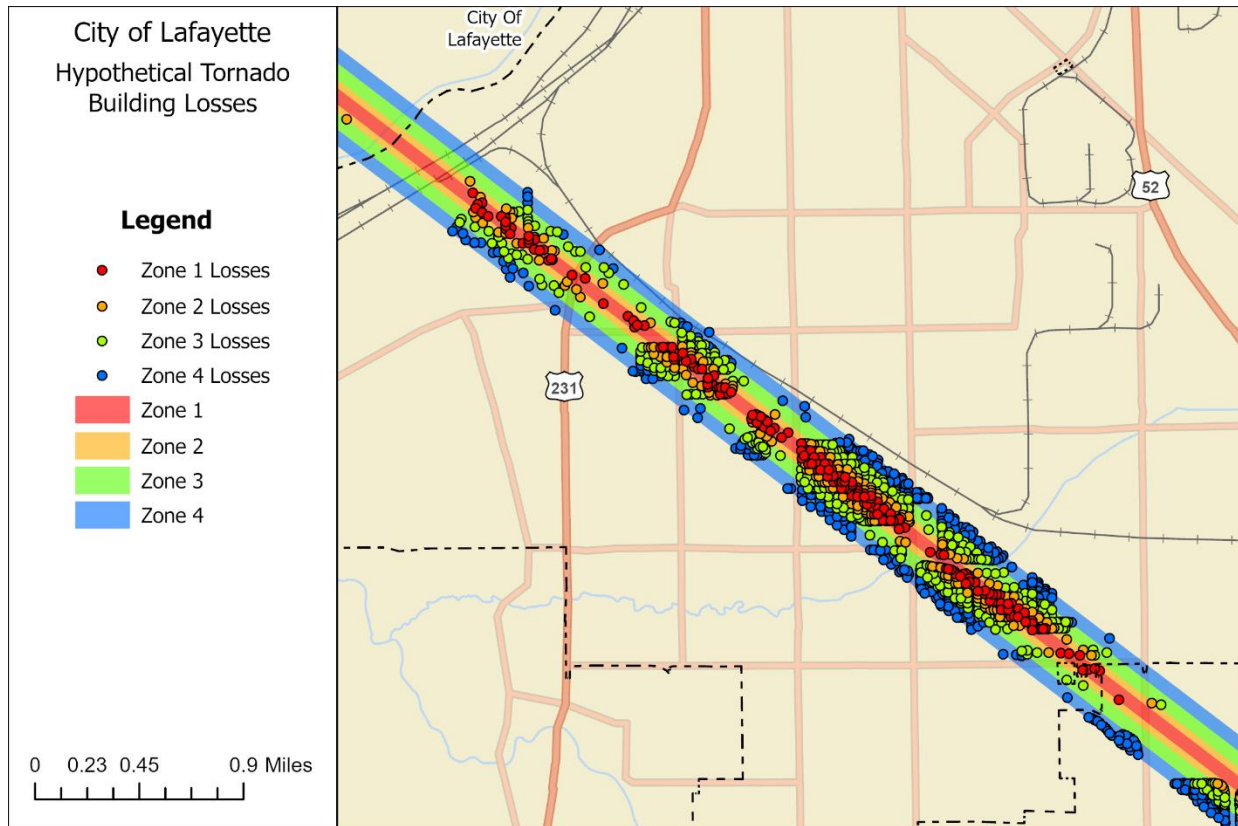 City of Lafayette
Hypothetical Tornado
Building Losses
Legend
Zone 1 Losses
Zone 2 Losses
Zone 3 Losses
Zone 4 Losses
Zone 1
Zone 2
Zone 3
Zone 4
0 0.23 0.45 0.9 Miles
City Of
Lafayette
52
231